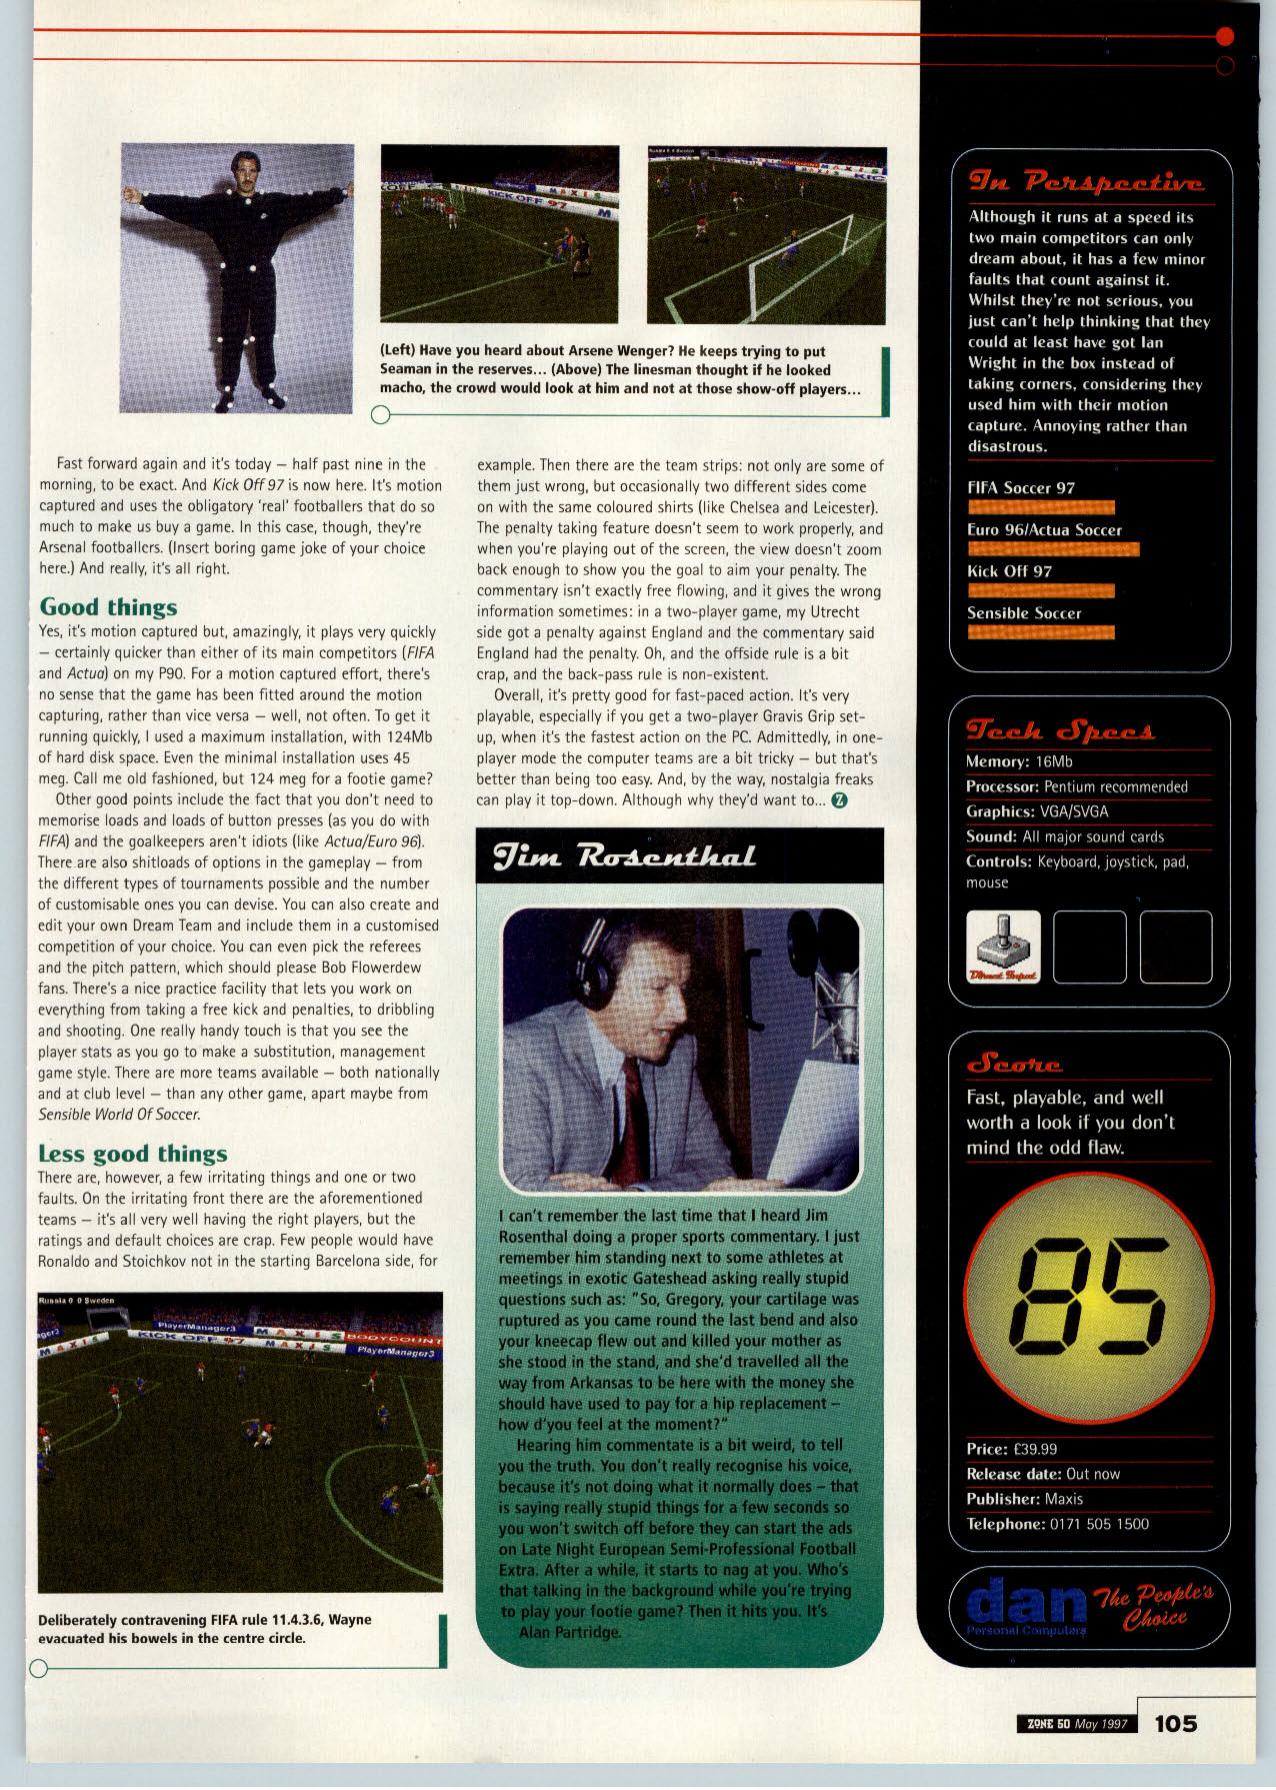 (Left) Have you heard about Arsene Wenger? He keeps trying to put
Seaman in the reserves... (Above) The linesman thought if he looked
macho, the crowd would look at him and not at those show-off players...
Fast forward again and it's today – half past nine in the
morning, to be exact. And Kick Off 97 is now here. It's motion
captured and uses the obligatory 'real' footballers that do so
much to make us buy a game. In this case, though, they're
Arsenal footballers. (Insert boring game joke of your choice
here.) And really, it's all right.
Good things
Yes, it's motion captured but, amazingly, it plays very quickly
– certainly quicker than either of its main competitors (FIFA
and Actua) on my P90. For a motion captured effort, there's
no sense that the game has been fitted around the motion
capturing, rather than vice versa – well, not often. To get it
running quickly, I used a maximum installation, with 124Mb
of hard disk space. Even the minimal installation uses 45
meg. Call me old fashioned, but 124 meg for a footie game?
Other good points include the fact that you don't need to
memorise loads and loads of button presses (as you do with
FIFA) and the goalkeepers aren't idiots (like Actua/Euro 96).
There are also shitloads of options in the gameplay – from
the different types of tournaments possible and the number
of customisable ones you can devise. You can also create and
edit your own Dream Team and include them in a customised
competition of your choice. You can even pick the referees
and the pitch pattern, which should please Bob Flowerdew
fans. There's a nice practice facility that lets you work on
everything from taking a free kick and penalties, to dribbling
and shooting. One really handy touch is that you see the
player stats as you go to make a substitution, management
game style. There are more teams available – both nationally
and at club level – than any other game, apart maybe from
Sensible World Of Soccer.
Less good things
There are, however, a few irritating things and one or two
faults. On the irritating front there are the aforementioned
teams – it's all very well having the right players, but the
ratings and default choices are crap. Few people would have
Ronaldo and Stoichkov not in the starting Barcelona side, for
Russia 0 0 Sweden
PlayerManager3
MAXIS
BODYCOUNT
KICK OFF 97
MAXIS
PlayerManager3
Deliberately contravening FIFA rule 11.4.3.6, Wayne
evacuated his bowels in the centre circle.
KICK OFF 97
MAXIS
Russia 0 0 Sweden
example. Then there are the team strips: not only are some of
them just wrong, but occasionally two different sides come
on with the same coloured shirts (like Chelsea and Leicester).
The penalty taking feature doesn't seem to work properly, and
when you're playing out of the screen, the view doesn't zoom
back enough to show you the goal to aim your penalty. The
commentary isn't exactly free flowing, and it gives the wrong
information sometimes: in a two-player game, my Utrecht
side got a penalty against England and the commentary said
England had the penalty. Oh, and the offside rule is a bit
crap, and the back-pass rule is non-existent.
Overall, it's pretty good for fast-paced action. It's very
playable, especially if you get a two-player Gravis Grip set-
up, when it's the fastest action on the PC. Admittedly, in one-
player mode the computer teams are a bit tricky – but that's
better than being too easy. And, by the way, nostalgia freaks
can play it top-down. Although why they'd want to... Z
Jim Rosenthal
I can't remember the last time that I heard Jim
Rosenthal doing a proper sports commentary. I just
remember him standing next to some athletes at
meetings in exotic Gateshead asking really stupid
questions such as: "So, Gregory, your cartilage was
ruptured as you came round the last bend and also
your kneecap flew out and killed your mother as
she stood in the stand, and she'd travelled all the
way from Arkansas to be here with the money she
should have used to pay for a hip replacement –
how d'you feel at the moment?"
Hearing him commentate is a bit weird, to tell
you the truth. You don't really recognise his voice,
because it's not doing what it normally does – that
is saying really stupid things for a few seconds so
you won't switch off before they can start the ads
on Late Night European Semi-Professional Football
Extra. After a while, it starts to nag at you. Who's
that talking in the background while you're trying
to play your footie game? Then it hits you. It's
Alan Partridge.
In Perspective
Although it runs at a speed its
two main competitors can only
dream about, it has a few minor
faults that count against it.
Whilst they're not serious, you
just can't help thinking that they
could at least have got Ian
Wright in the box instead of
taking corners, considering they
used him with their motion
capture. Annoying rather than
disastrous.
FIFA Soccer 97
Euro 96/Actua Soccer
Kick Off 97
Sensible Soccer
Tech Specs
Memory: 16Mb
Processor: Pentium recommended
Graphics: VGA/SVGA
Sound: All major sound cards
Controls: Keyboard, joystick, pad,
mouse
Direct Input
Score
Fast, playable, and well
worth a look if you don't
mind the odd flaw.
85
Price: £39.99
Release date: Out now
Publisher: Maxis
Telephone: 0171 505 1500
dan
Personal Computers
The People's
Choice
ZONE 50 May 1997
105